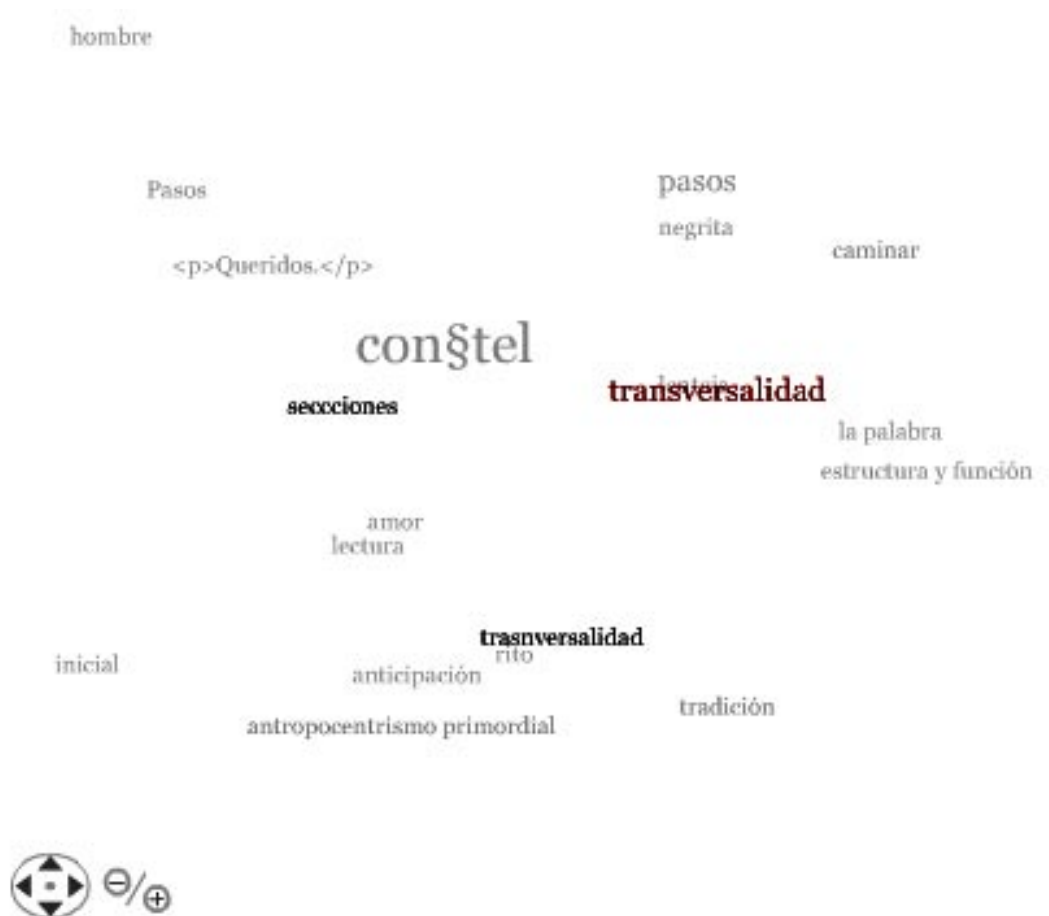 hombre
Pasos
pasos
negrita
caminar
<p>Queridos.</p>
con§tel
transversalidad
seccciones
la palabra
estructura y función
amor
lectura
trasnversalidad
rito
inicial
anticipación
tradición
antropocentrismo primordial